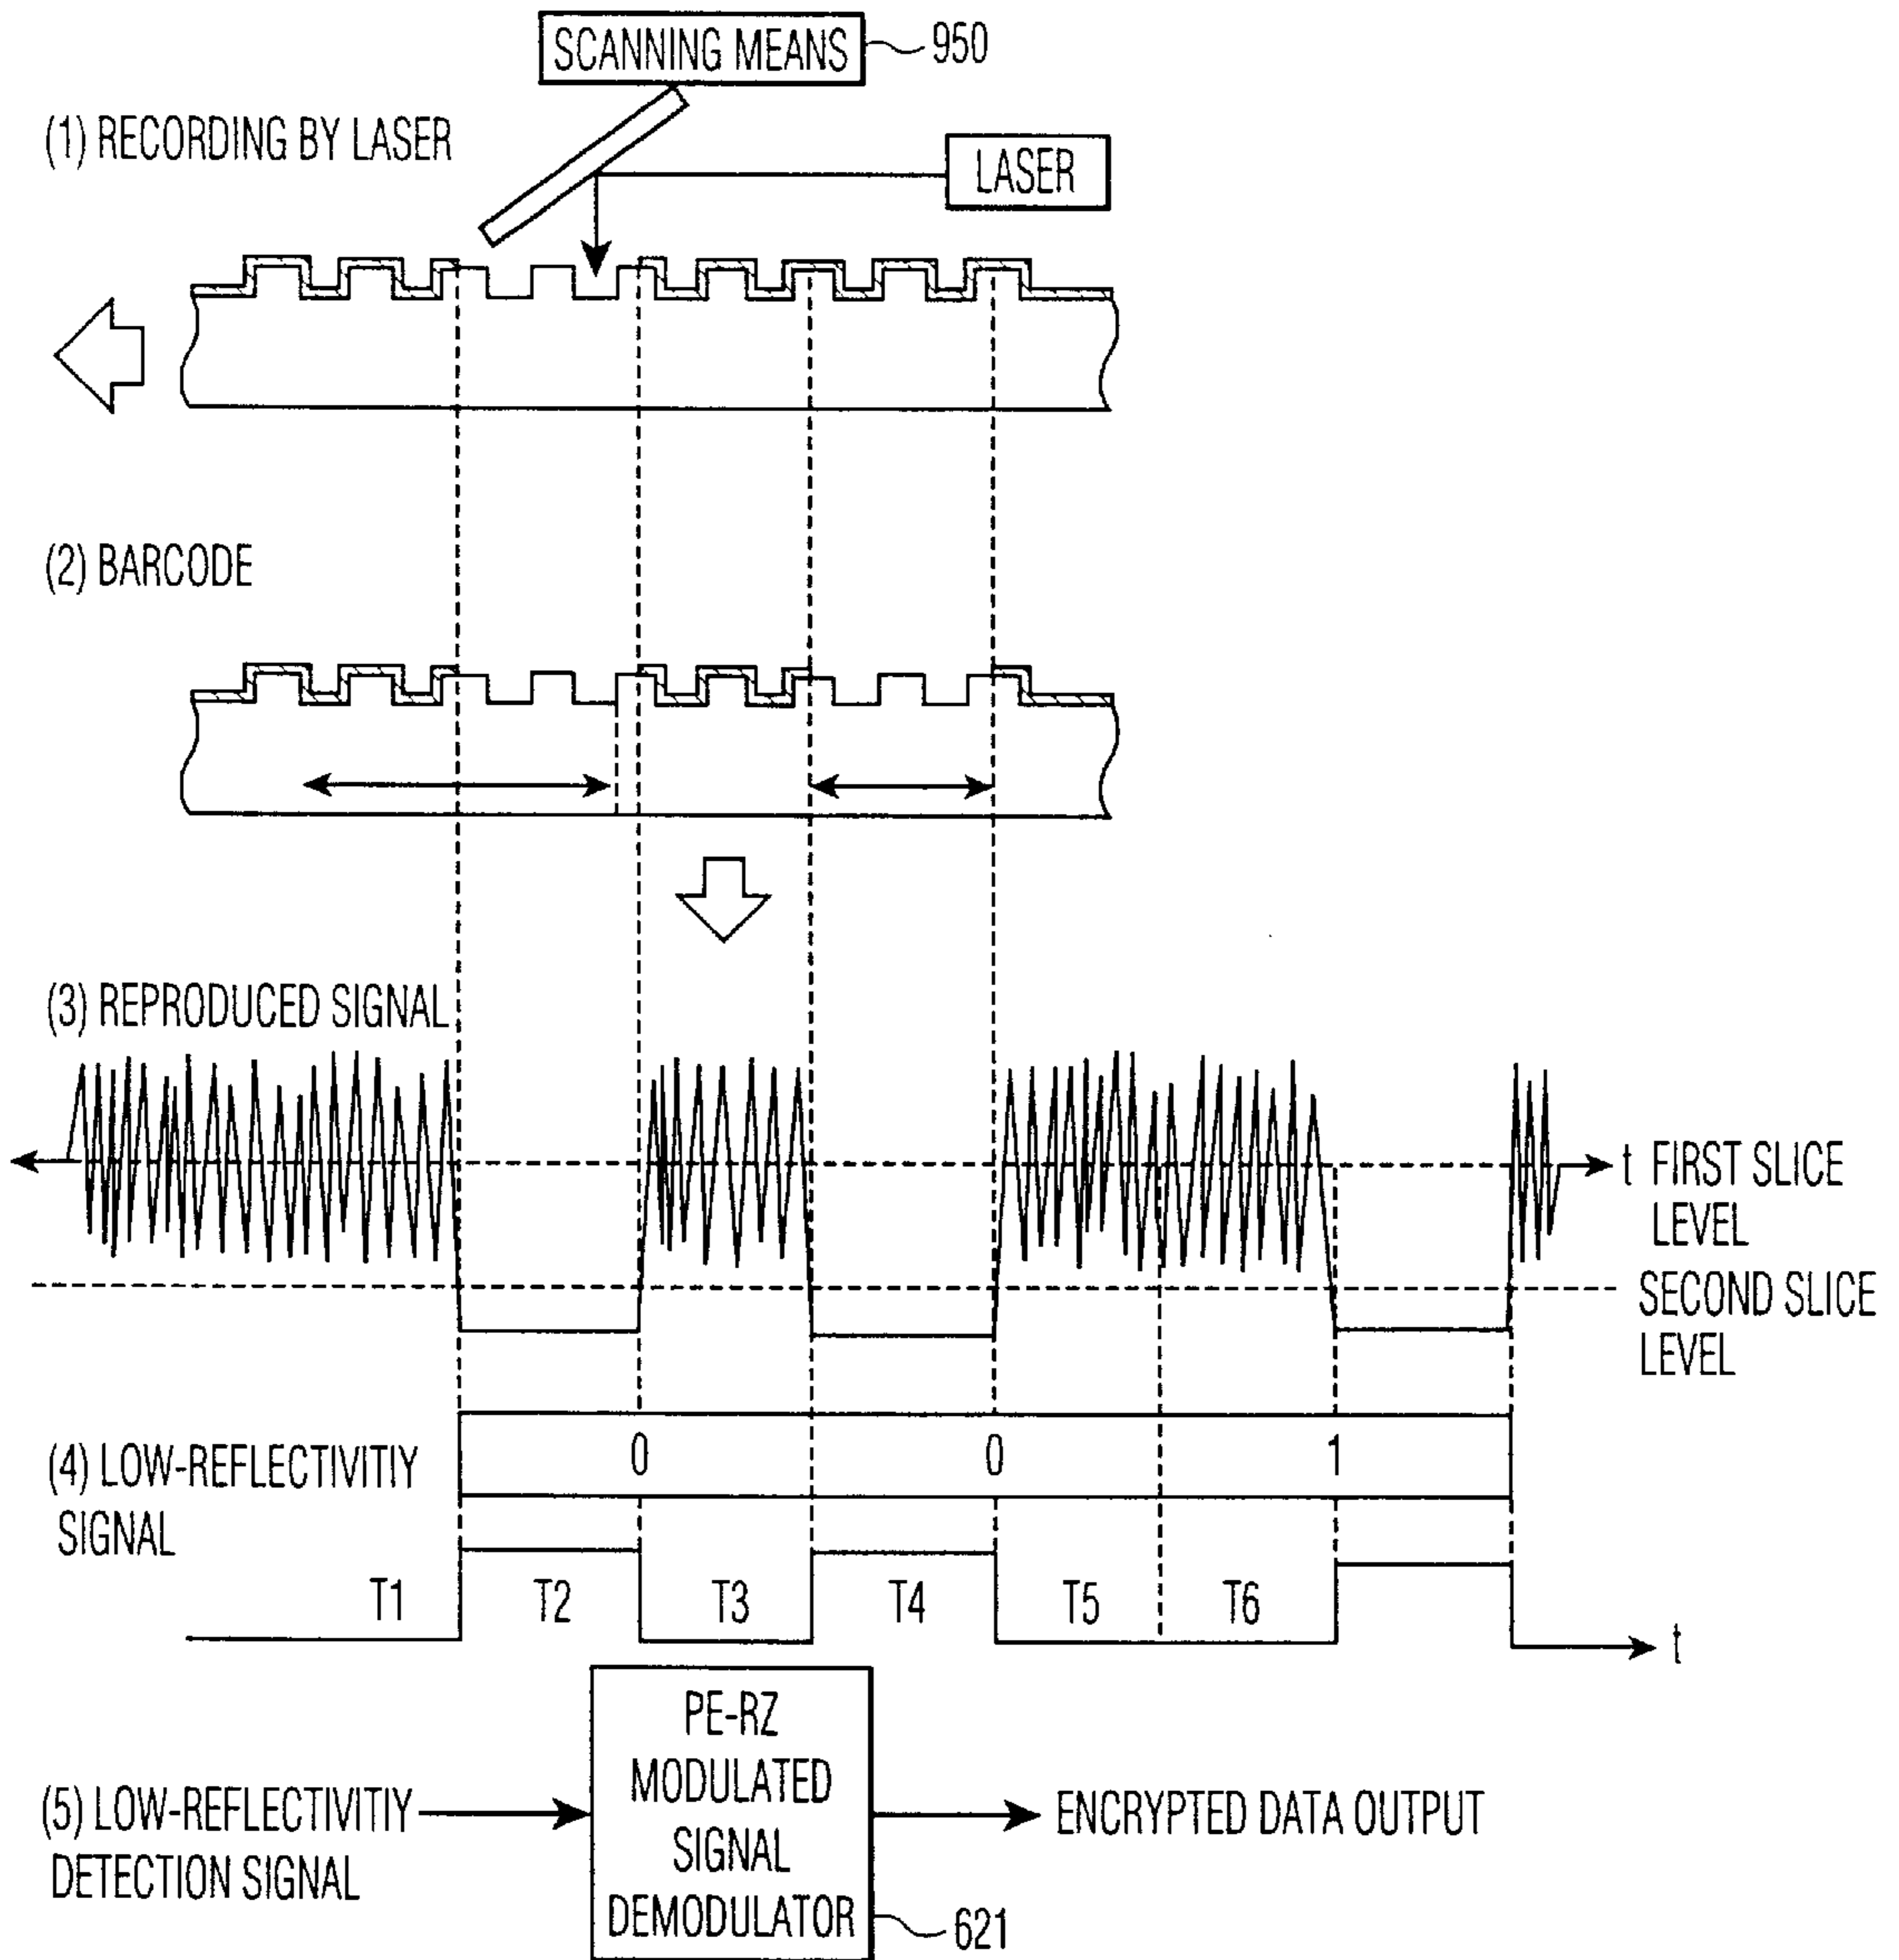 SCANNING MEANS 950
(1) RECORDING BY LASER
LASER
(2) BARCODE
(3) REPRODUCED SIGNAL
t FIRST SLICE
LEVEL
SECOND SLICE
LEVEL
(4) LOW-REFLECTIVITIY
SIGNAL
0 0 1
T1 T2 T3 T4 T5 T6
t
(5) LOW-REFLECTIVITIY
DETECTION SIGNAL
PE-RZ
MODULATED
SIGNAL
DEMODULATOR
621
ENCRYPTED DATA OUTPUT